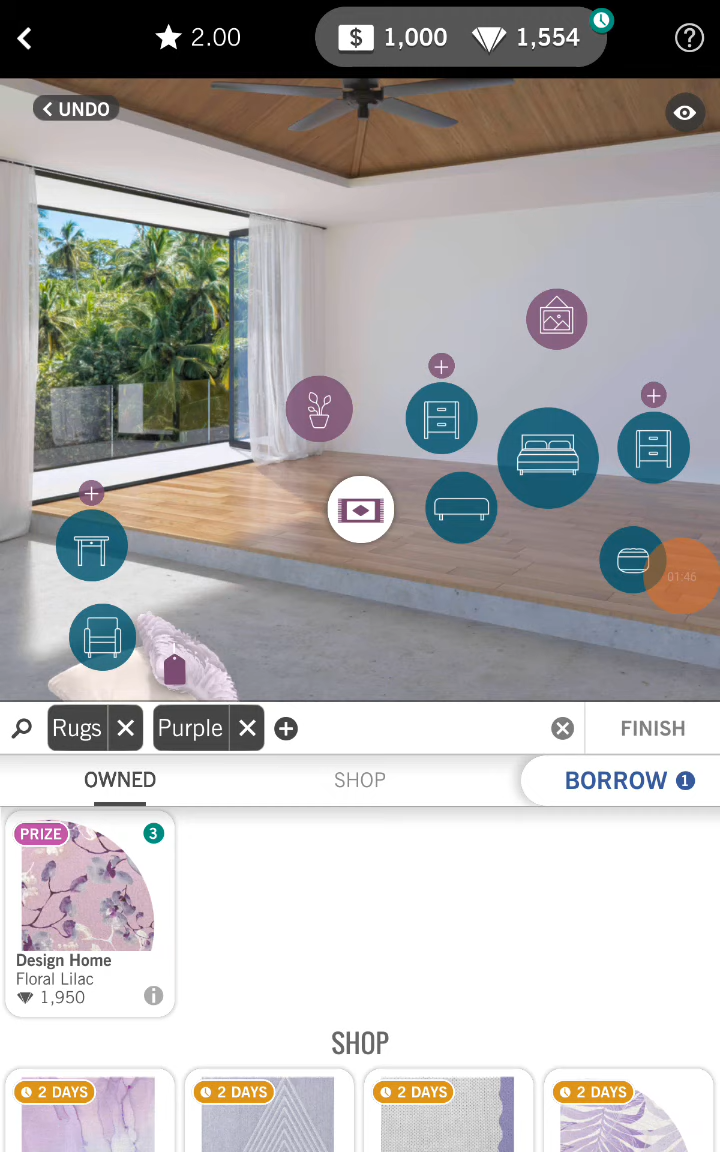 2.00
$ 1,000
1,554
?
UNDO
01:46
Rugs
Purple
FINISH
OWNED
SHOP
BORROW 1
PRIZE
3
Design Home
Floral Lilac
1,950
i
SHOP
2 DAYS
2 DAYS
2 DAYS
2 DAYS